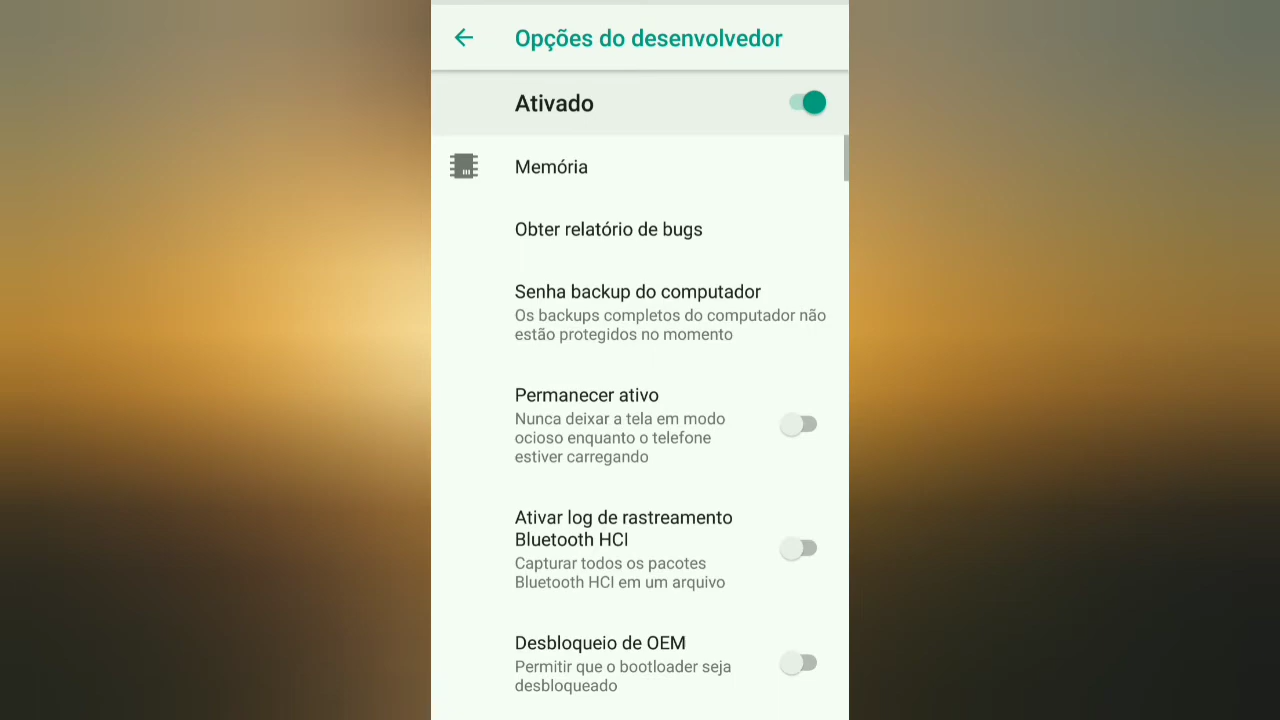 Opções do desenvolvedor
Ativado
Memória
Obter relatório de bugs
Senha backup do computador
Os backups completos do computador não
estão protegidos no momento
Permanecer ativo
Nunca deixar a tela em modo
ocioso enquanto o telefone
estiver carregando
Ativar log de rastreamento
Bluetooth HCI
Capturar todos os pacotes
Bluetooth HCI em um arquivo
Desbloqueio de OEM
Permitir que o bootloader seja
desbloqueado